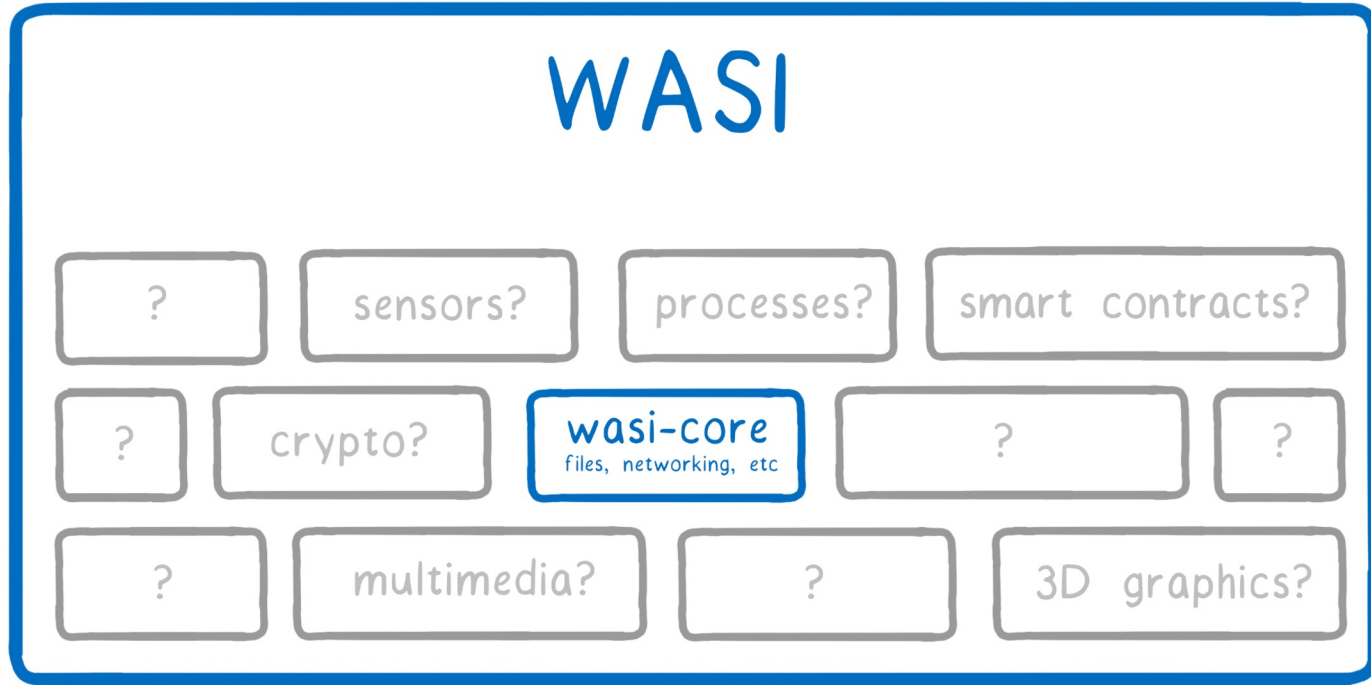 WASI
?
sensors?
processes?
smart contracts?
?
crypto?
wasi-core
files, networking, etc
?
?
?
multimedia?
?
3D graphics?